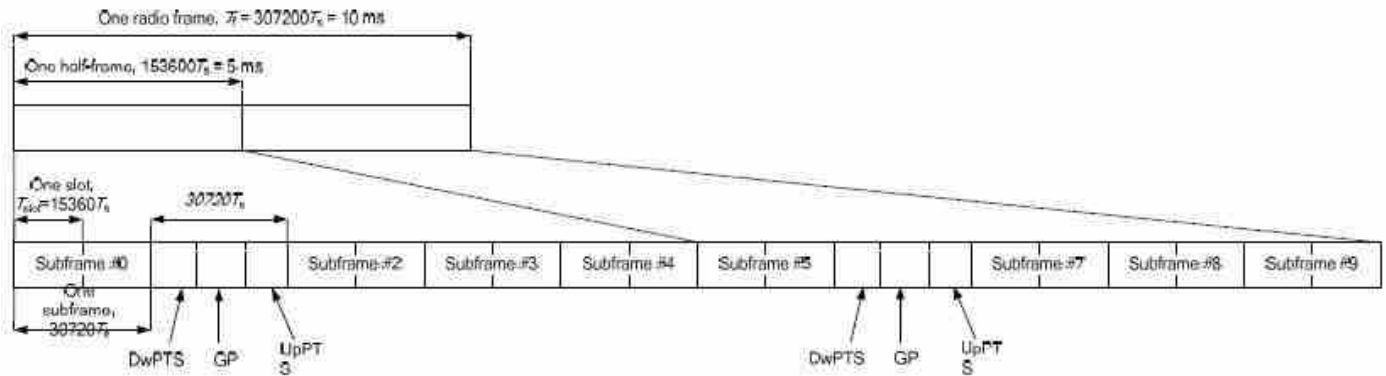 One radio frame, Tf = 307200Ts = 10 ms
One half-frame, 153600Ts = 5 ms
One slot,
Tslot=15360Ts
30720Ts
Subframe #0
Subframe #2
Subframe #3
Subframe #4
Subframe #5
Subframe #7
Subframe #8
Subframe #9
One
subframe,
30720Ts
DwPTS
GP
UpPT
S
DwPTS
GP
UpPT
S